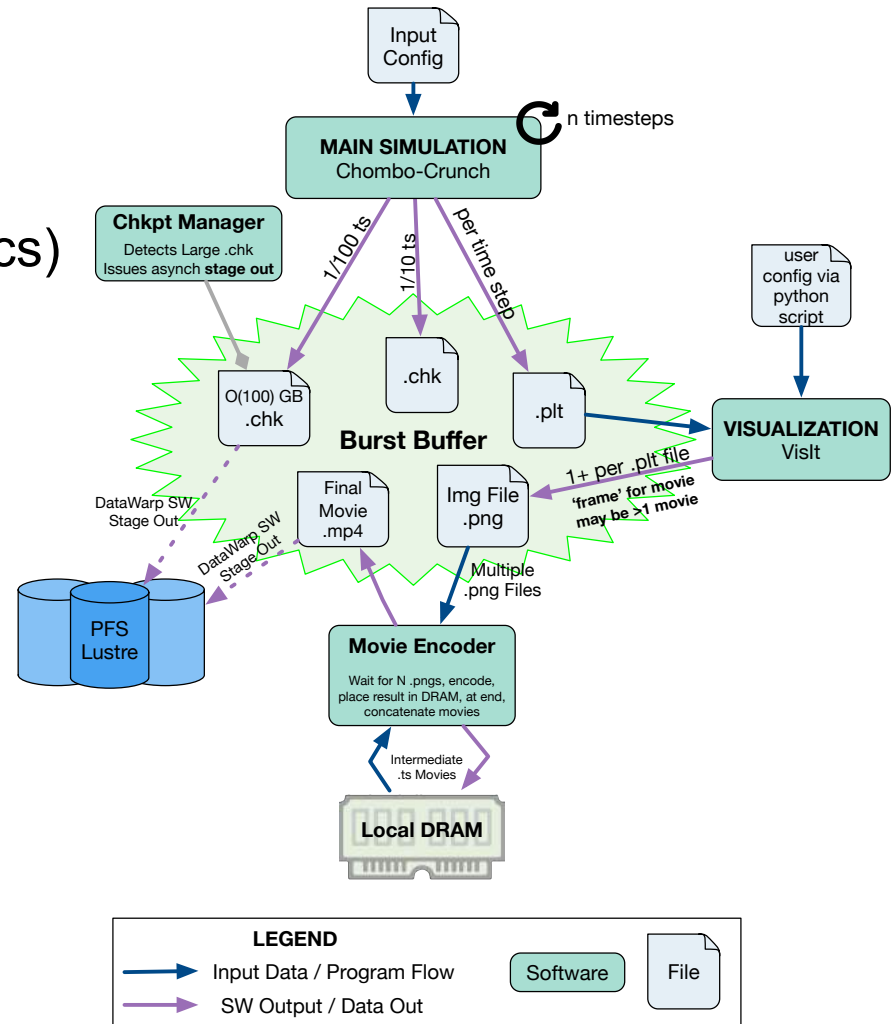 Input
Config
n timesteps
MAIN SIMULATION
Chombo-Crunch
cs)
Chkpt Manager
Detects Large .chk
Issues asynch stage out
1/100 ts
1/10 ts
per time step
user
config via
python
script
O(100) GB
.chk
.chk
.plt
VISUALIZATION
VisIt
Burst Buffer
1+ per .plt file
'frame' for movie
may be >1 movie
Final
Movie
.mp4
Img File
.png
DataWarp SW
Stage Out
DataWarp SW
Stage Out
Multiple
.png Files
PFS
Lustre
Movie Encoder
Wait for N .pngs, encode,
place result in DRAM, at end,
concatenate movies
Intermediate
.ts Movies
Local DRAM
LEGEND
Input Data / Program Flow
SW Output / Data Out
Software
File